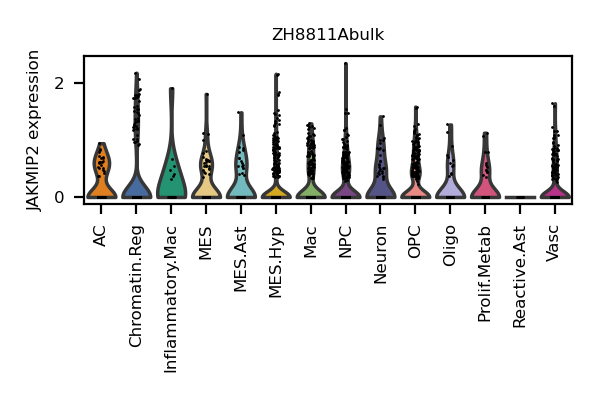 ZH8811Abulk
JAKMIP2 expression
2
0
AC
Chromatin.Reg
Inflammatory.Mac
MES
MES.Ast
MES.Hyp
Mac
NPC
Neuron
OPC
Oligo
Prolif.Metab
Reactive.Ast
Vasc